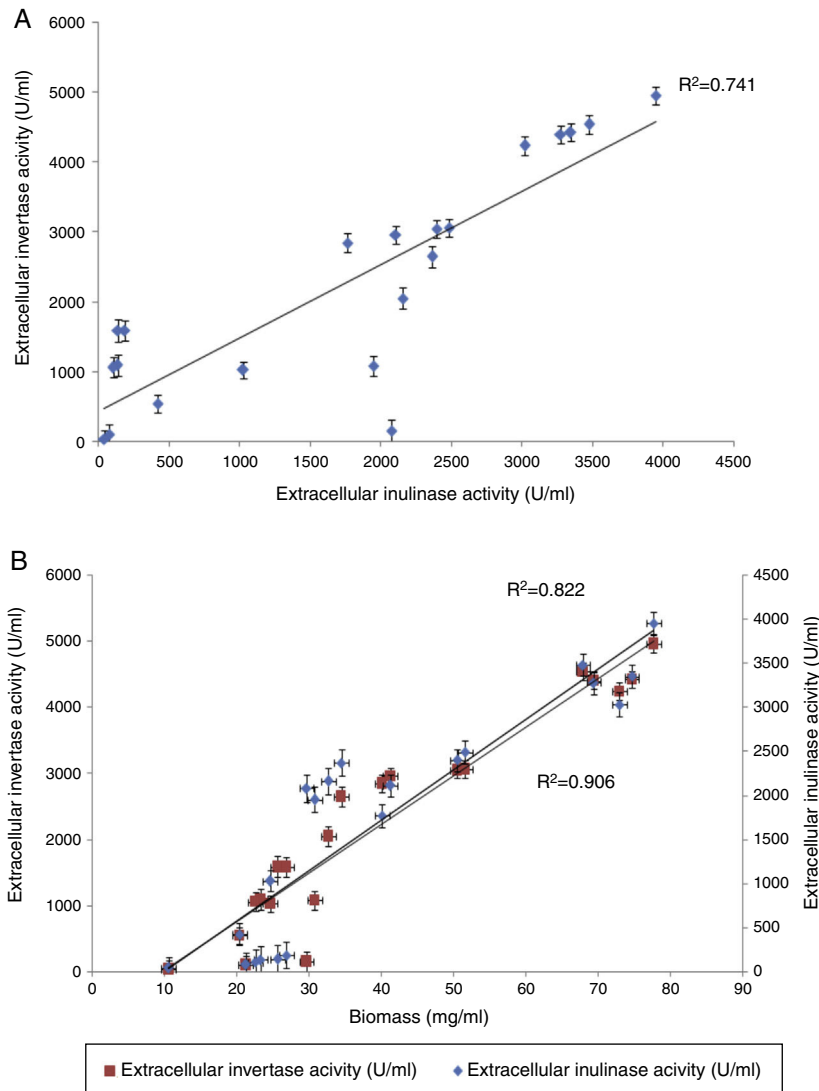 A
6000
5000
4000
3000
2000
1000
0
Extracellular invertase acivity (U/ml)
R²=0.741
0 500 1000 1500 2000 2500 3000 3500 4000 4500
Extracellular inulinase activity (U/ml)
B
6000
5000
4000
3000
2000
1000
0
Extracellular invertase acivity (U/ml)
R²=0.822
R²=0.906
4500
4000
3500
3000
2500
2000
1500
1000
500
0
Extracellular inulinase activity (U/ml)
0 10 20 30 40 50 60 70 80 90
Biomass (mg/ml)
Extracellular invertase acivity (U/ml) Extracellular inulinase acivity (U/ml)